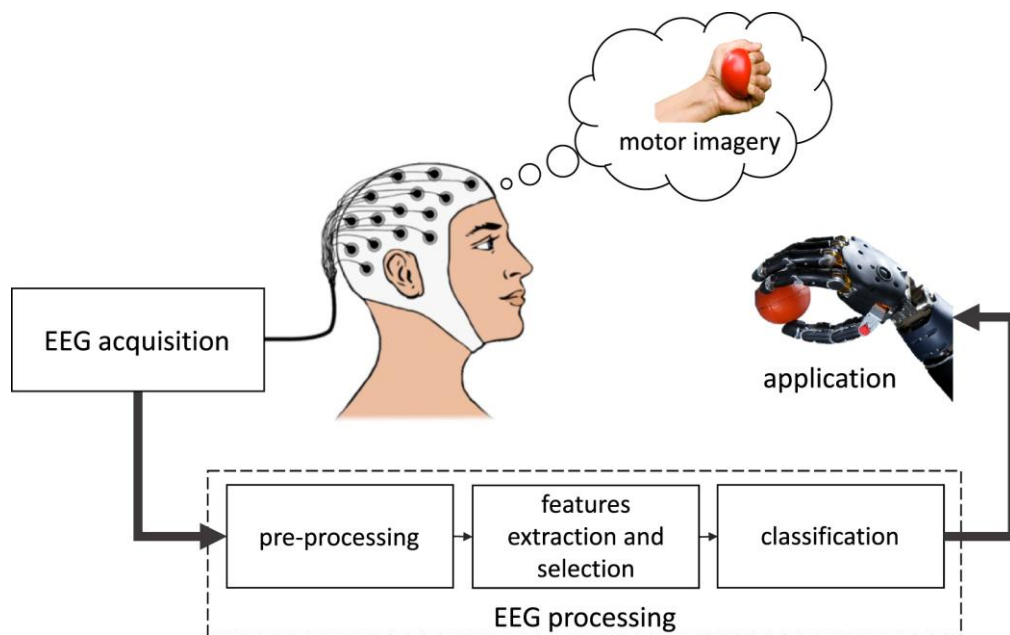 motor imagery
EEG acquisition
application
pre-processing
features
extraction and
selection
classification
EEG processing